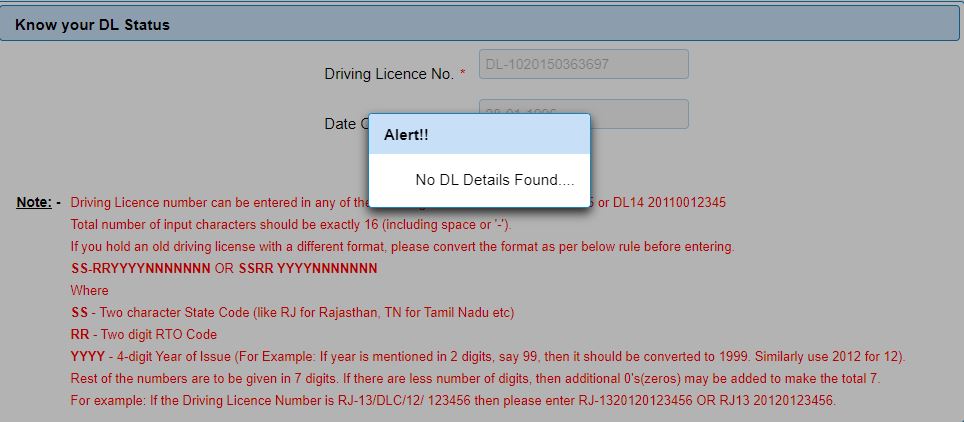 Know your DL Status
Driving Licence No. *
DL-1020150363697
Date
Alert!!
No DL Details Found....
Note: - Driving Licence number can be entered in any of the or DL14 20110012345
Total number of input characters should be exactly 16 (including space or '-').
If you hold an old driving license with a different format, please convert the format as per below rule before entering.
SS-RRYYYYNNNNNNN OR SSRR YYYYNNNNNNN
Where
SS - Two character State Code (like RJ for Rajasthan, TN for Tamil Nadu etc)
RR - Two digit RTO Code
YYYY - 4-digit Year of Issue (For Example: If year is mentioned in 2 digits, say 99, then it should be converted to 1999. Similarly use 2012 for 12).
Rest of the numbers are to be given in 7 digits. If there are less number of digits, then additional 0's(zeros) may be added to make the total 7.
For example: If the Driving Licence Number is RJ-13/DLC/12/ 123456 then please enter RJ-1320120123456 OR RJ13 20120123456.